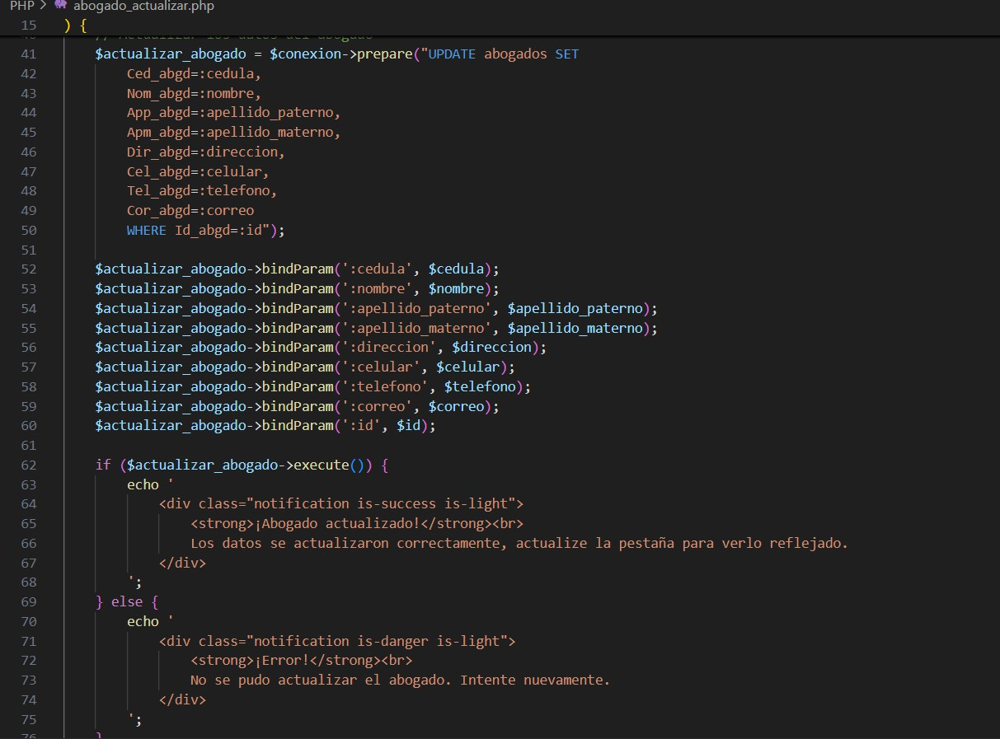 PHP > abogado_actualizar.php
15 ) {
41 $actualizar_abogado = $conexion->prepare("UPDATE abogados SET
42 Ced_abgd=:cedula,
43 Nom_abgd=:nombre,
44 App_abgd=:apellido_paterno,
45 Apm_abgd=:apellido_materno,
46 Dir_abgd=:direccion,
47 Cel_abgd=:celular,
48 Tel_abgd=:telefono,
49 Cor_abgd=:correo
50 WHERE Id_abgd=:id");
51
52 $actualizar_abogado->bindParam(':cedula', $cedula);
53 $actualizar_abogado->bindParam(':nombre', $nombre);
54 $actualizar_abogado->bindParam(':apellido_paterno', $apellido_paterno);
55 $actualizar_abogado->bindParam(':apellido_materno', $apellido_materno);
56 $actualizar_abogado->bindParam(':direccion', $direccion);
57 $actualizar_abogado->bindParam(':celular', $celular);
58 $actualizar_abogado->bindParam(':telefono', $telefono);
59 $actualizar_abogado->bindParam(':correo', $correo);
60 $actualizar_abogado->bindParam(':id', $id);
61
62 if ($actualizar_abogado->execute()) {
63 echo '
64 <div class="notification is-success is-light">
65 <strong>¡Abogado actualizado!</strong><br>
66 Los datos se actualizaron correctamente, actualize la pestaña para verlo reflejado.
67 </div>
68 ';
69 } else {
70 echo '
71 <div class="notification is-danger is-light">
72 <strong>¡Error!</strong><br>
73 No se pudo actualizar el abogado. Intente nuevamente.
74 </div>
75 ';
76 }